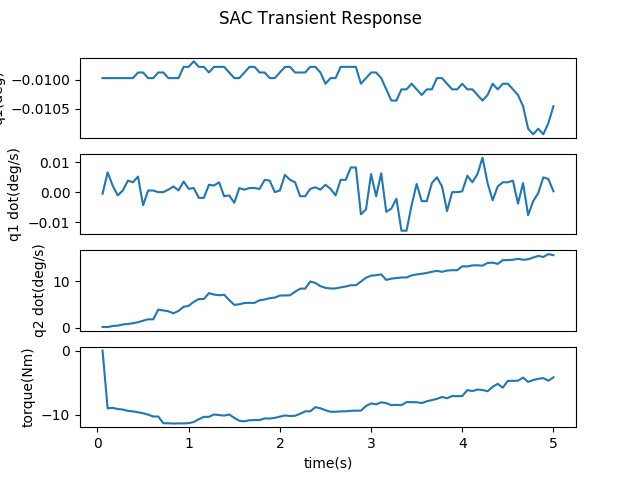 SAC Transient Response
−0.0100
−0.0105
q1(deg)
0.01
0.00
−0.01
q1 dot(deg/s)
10
0
q2 dot(deg/s)
0
−10
torque(Nm)
0 1 2 3 4 5
time(s)